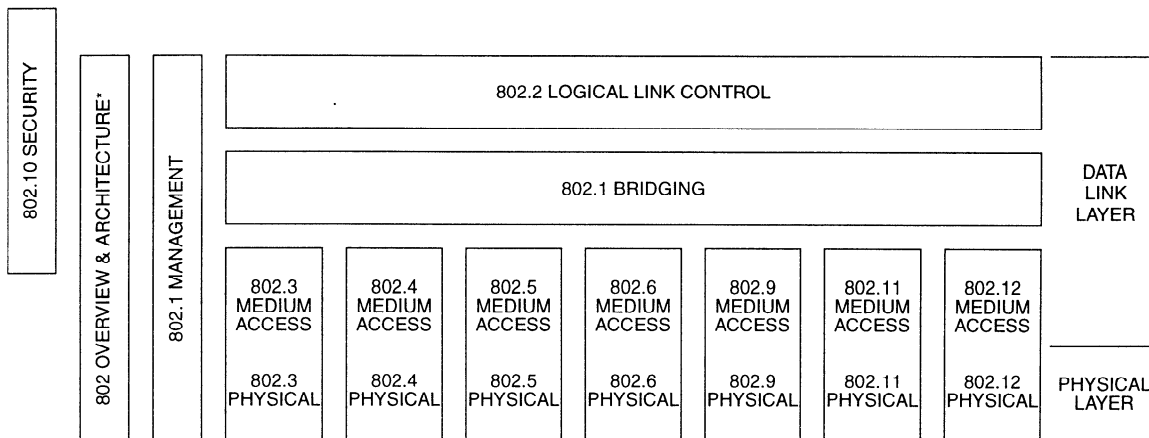 802.10 SECURITY
802 OVERVIEW & ARCHITECTURE*
802.1 MANAGEMENT
802.2 LOGICAL LINK CONTROL
802.1 BRIDGING
DATA
LINK
LAYER
802.3
MEDIUM
ACCESS
802.4
MEDIUM
ACCESS
802.5
MEDIUM
ACCESS
802.6
MEDIUM
ACCESS
802.9
MEDIUM
ACCESS
802.11
MEDIUM
ACCESS
802.12
MEDIUM
ACCESS
802.3
PHYSICAL
802.4
PHYSICAL
802.5
PHYSICAL
802.6
PHYSICAL
802.9
PHYSICAL
802.11
PHYSICAL
802.12
PHYSICAL
PHYSICAL
LAYER